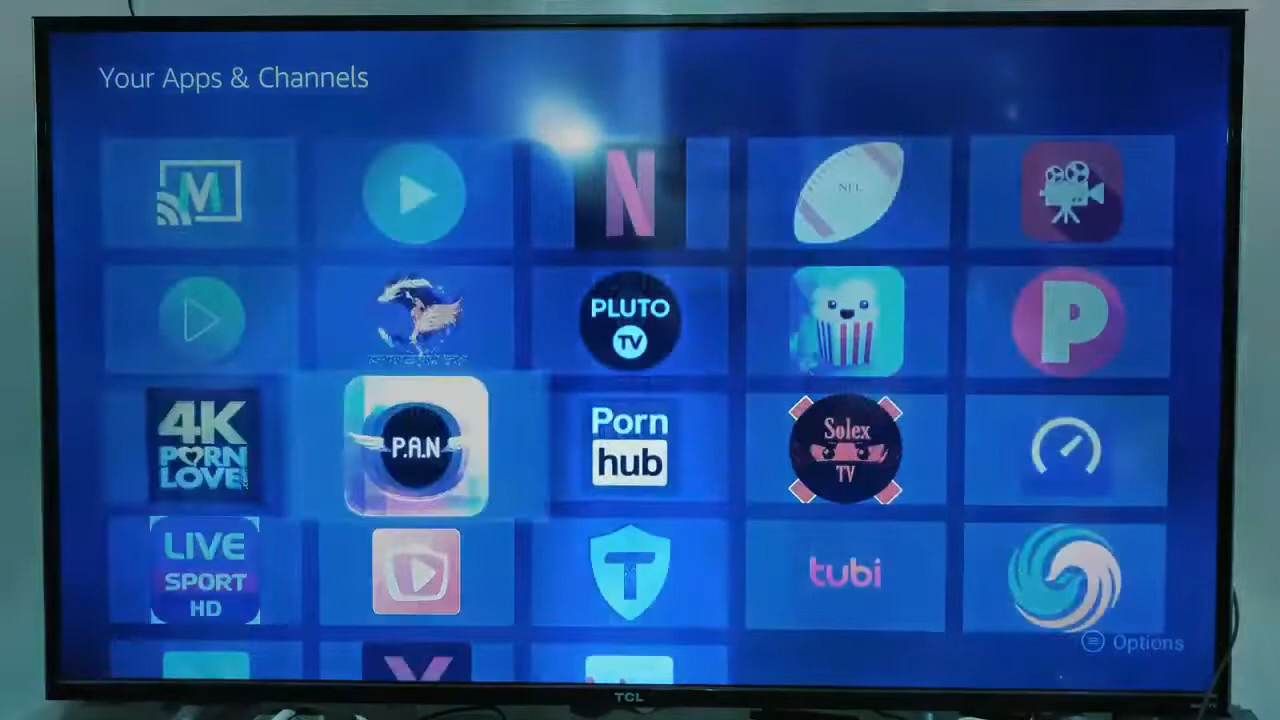 Your Apps & Channels
M
N
NFL
PLUTO
TV
P
4K
PORN
LOVE
P.A.N
Porn
hub
Solex
TV
LIVE
SPORT
HD
T
tubi
Options
TCL